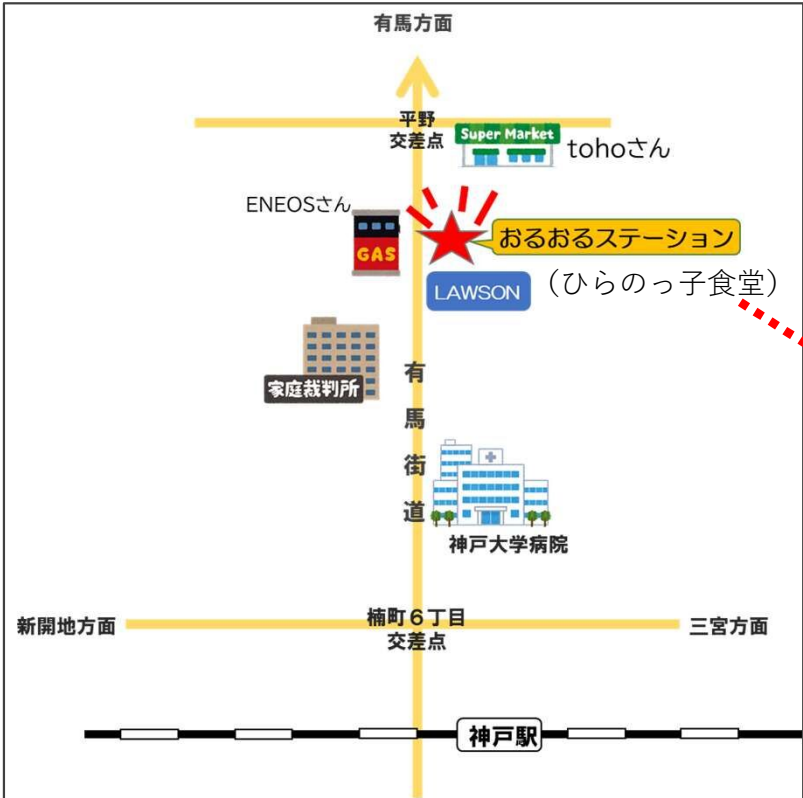 有馬方面
平野
交差点
Super Market
tohoさん
ENEOSさん
GAS
おるおるステーション
LAWSON
（ひらのっ子食堂）
家庭裁判所
有馬街道
神戸大学病院
新開地方面
楠町６丁目
交差点
三宮方面
神戸駅